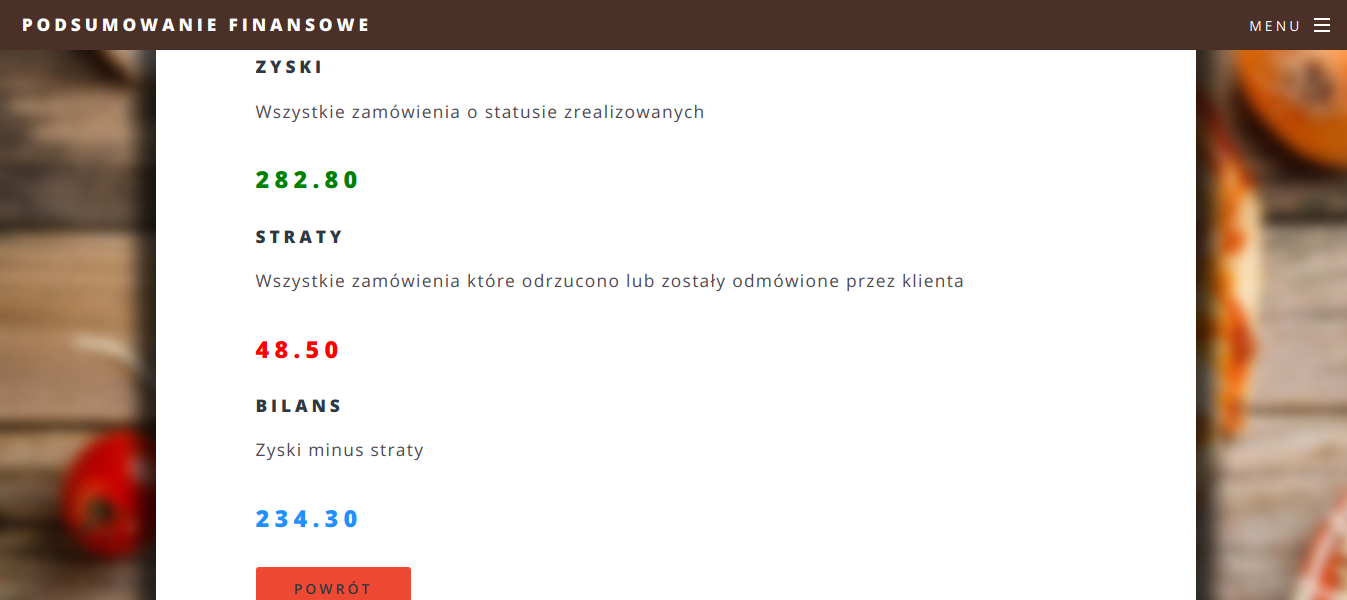 PODSUMOWANIE FINANSOWE
MENU
ZYSKI
Wszystkie zamówienia o statusie zrealizowanych
282.80
STRATY
Wszystkie zamówienia które odrzucono lub zostały odmówione przez klienta
48.50
BILANS
Zyski minus straty
234.30
POWRÓT